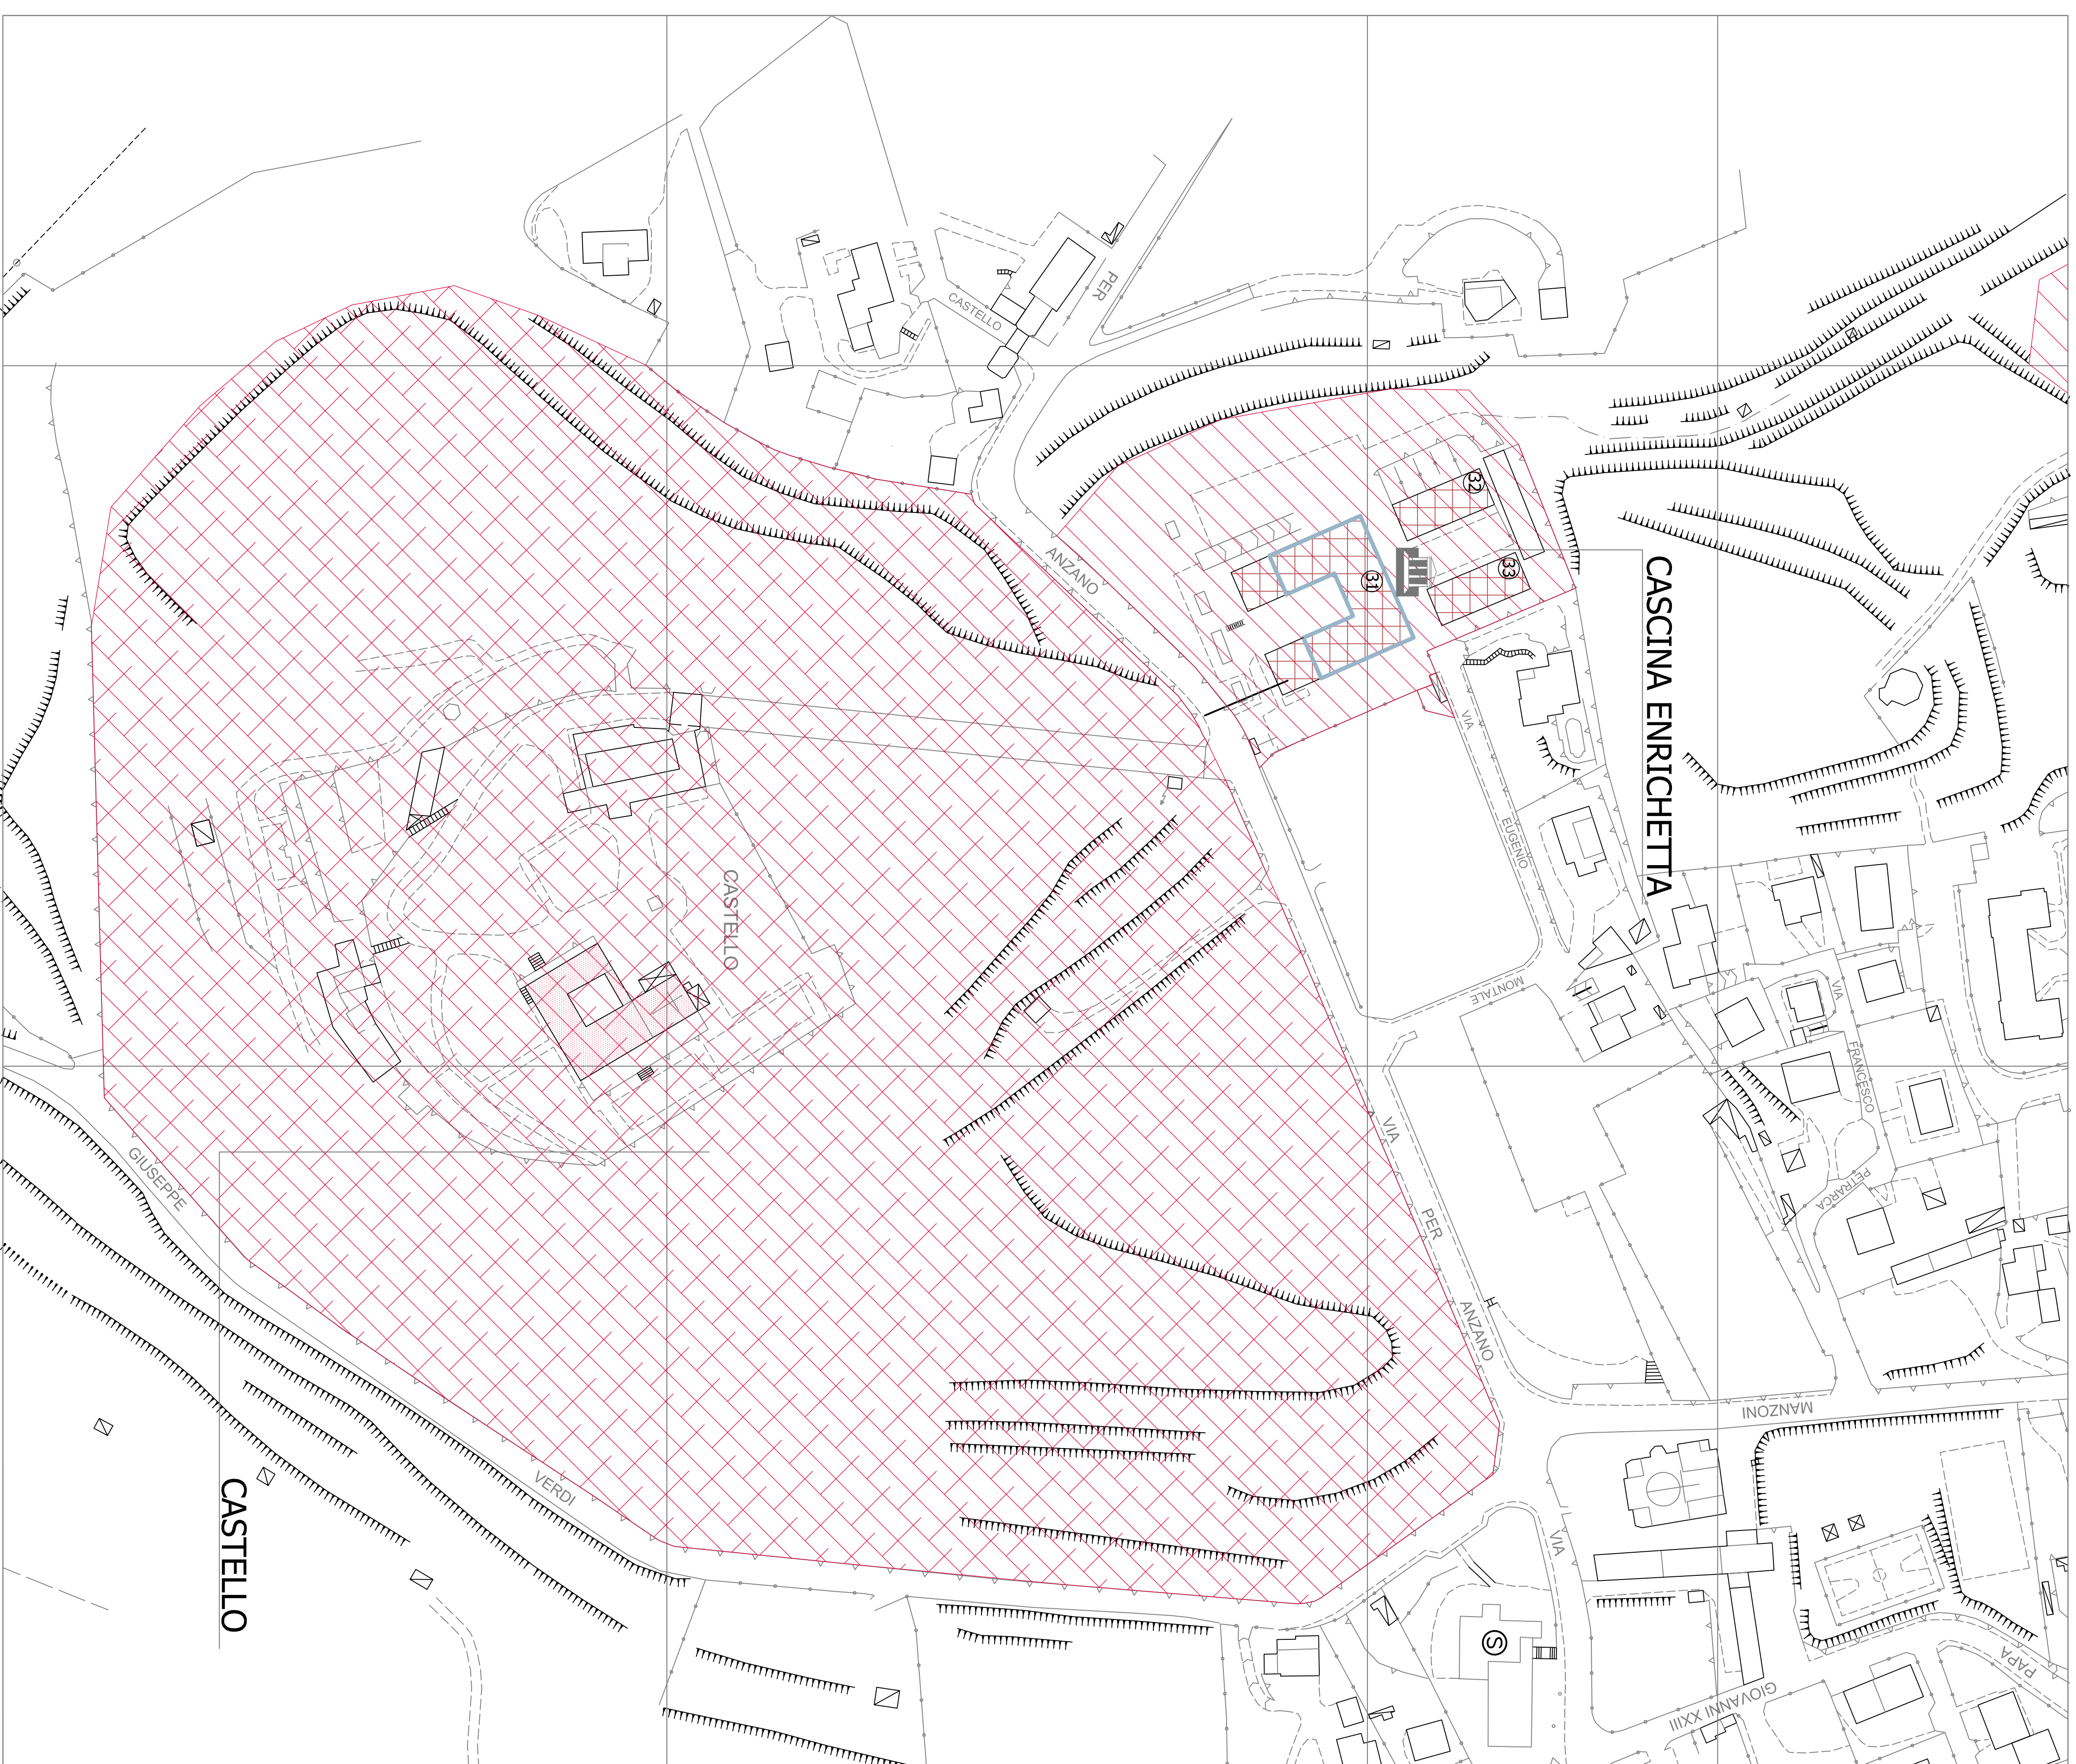 PER
CASTELLO
ANZANO
32
33
31
CASCINA ENRICHETTA
VIA
EUGENIO
MONTALE
CASTELLO
VIA
FRANCESCO
PETRARCA
VIA
PER
ANZANO
GIUSEPPE
VERDI
MANZONI
VIA
CASTELLO
S
PAPA
GIOVANNI XXIII